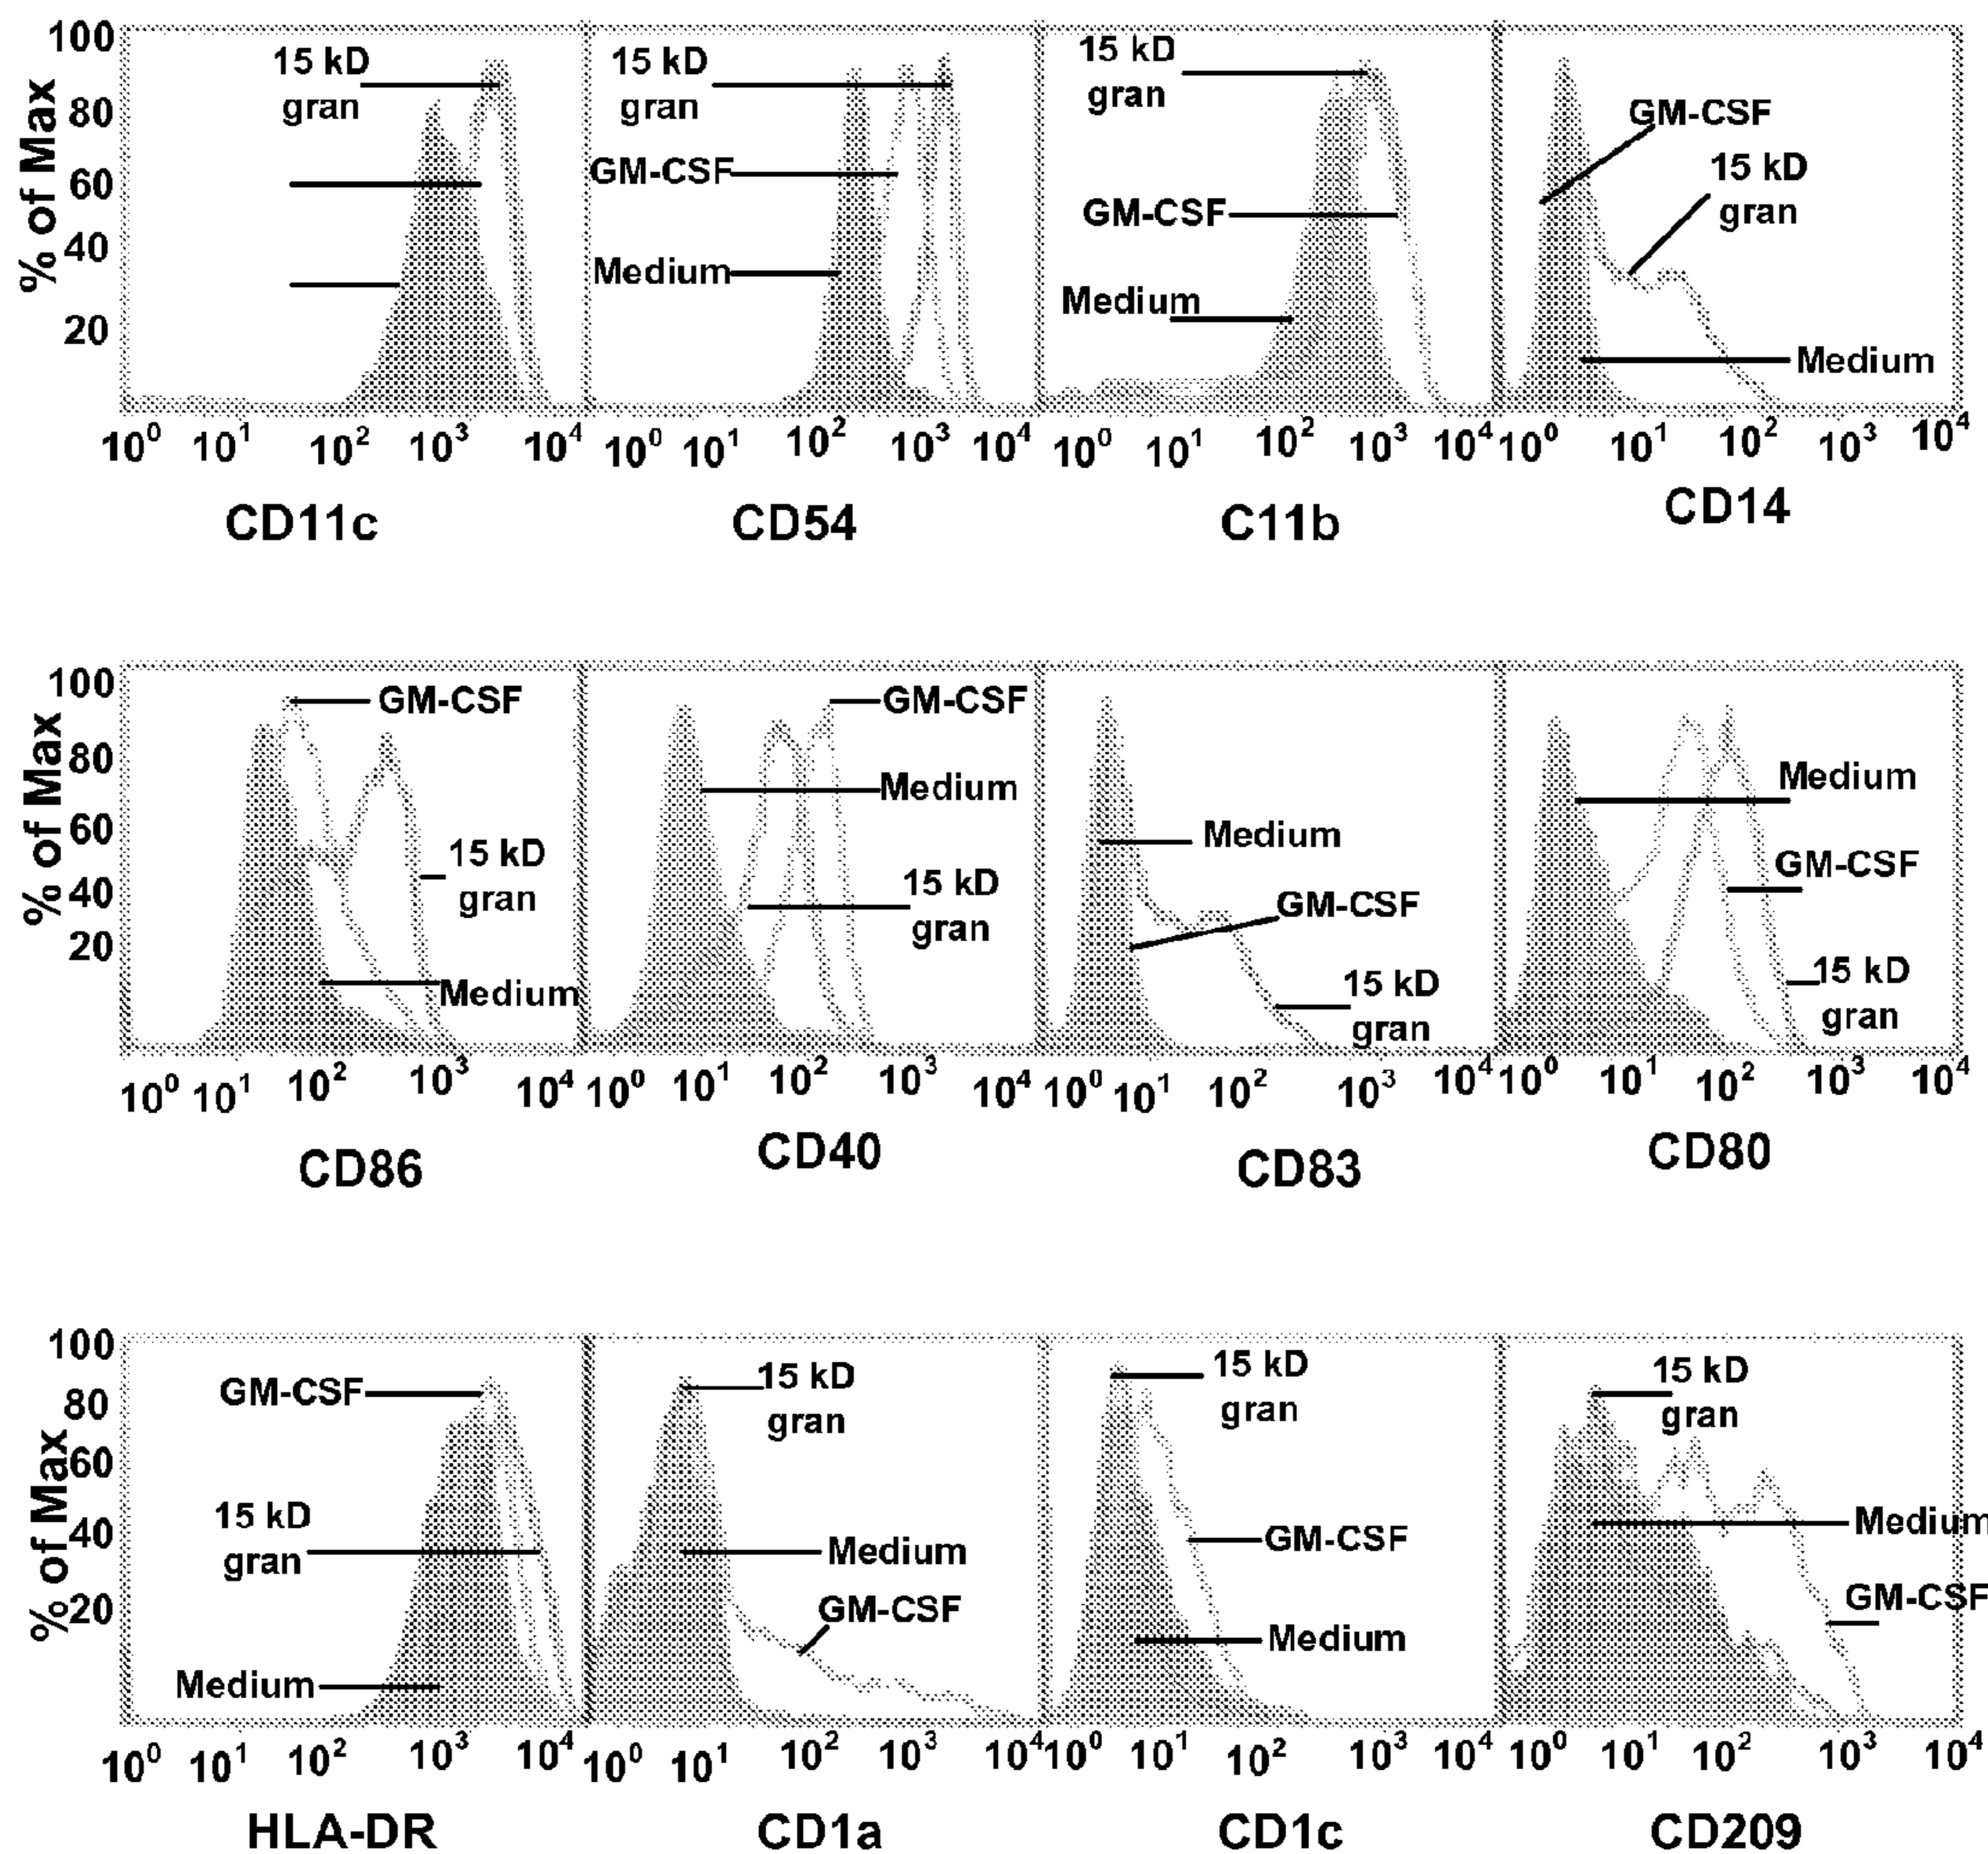 % of Max
100
80
60
40
20
15 kD
gran
10⁰ 10¹ 10² 10³ 10⁴
CD11c
15 kD
gran
GM-CSF
Medium
10⁰ 10¹ 10² 10³ 10⁴
CD54
15 kD
gran
GM-CSF
Medium
10⁰ 10¹ 10² 10³ 10⁴
C11b
GM-CSF
15 kD
gran
Medium
10⁰ 10¹ 10² 10³ 10⁴
CD14
% of Max
100
80
60
40
20
GM-CSF
15 kD
gran
Medium
10⁰ 10¹ 10² 10³ 10⁴
CD86
GM-CSF
Medium
15 kD
gran
10⁰ 10¹ 10² 10³ 10⁴
CD40
Medium
GM-CSF
15 kD
gran
10⁰ 10¹ 10² 10³ 10⁴
CD83
Medium
GM-CSF
15 kD
gran
10⁰ 10¹ 10² 10³ 10⁴
CD80
% of Max
100
80
60
40
20
GM-CSF
15 kD
gran
Medium
10⁰ 10¹ 10² 10³ 10⁴
HLA-DR
15 kD
gran
Medium
GM-CSF
10⁰ 10¹ 10² 10³ 10⁴
CD1a
15 kD
gran
GM-CSF
Medium
10⁰ 10¹ 10² 10³ 10⁴
CD1c
15 kD
gran
Medium
GM-CSF
10⁰ 10¹ 10² 10³ 10⁴
CD209